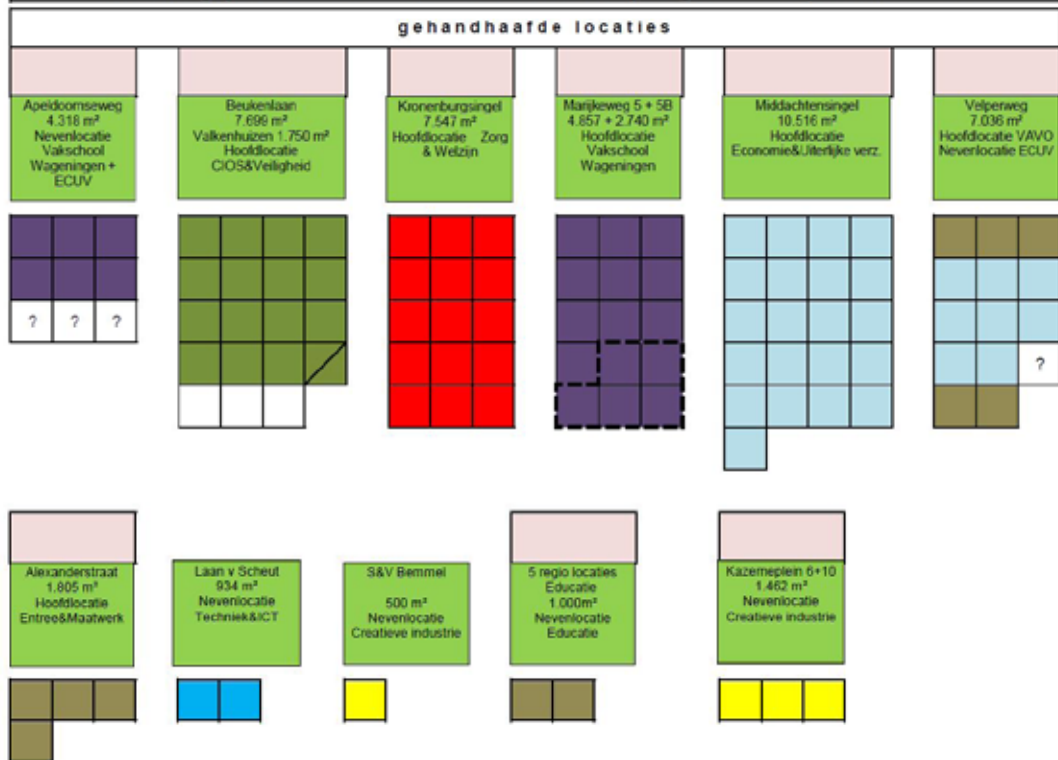 gehandhaafde locaties
Apeldoornseweg
4.318 m²
Nevenlocatie
Vakschool
Wageningen +
ECUV
Beukenlaan
7.699 m²
Valkenhuizen 1.750 m²
Hoofdlocatie
CIOS&Veiligheid
Kronenburgsingel
7.547 m²
Hoofdlocatie Zorg
& Welzijn
Marijkeweg 5 + 5B
4.857 + 2.740 m²
Hoofdlocatie
Vakschool
Wageningen
Middachtensingel
10.516 m²
Hoofdlocatie
Economie&Uiterlijke verz.
Velperweg
7.036 m²
Hoofdlocatie VAVO
Nevenlocatie ECUV
? ? ?
?
Alexanderstraat
1.805 m²
Hoofdlocatie
Entree&Maatwerk
Laan v Scheut
934 m²
Nevenlocatie
Techniek&ICT
S&V Bemmel
500 m²
Nevenlocatie
Creatieve industrie
5 regio locaties
Educatie
1.000m²
Nevenlocatie
Educatie
Kazerneplein 6+10
1.462 m²
Nevenlocatie
Creatieve industrie